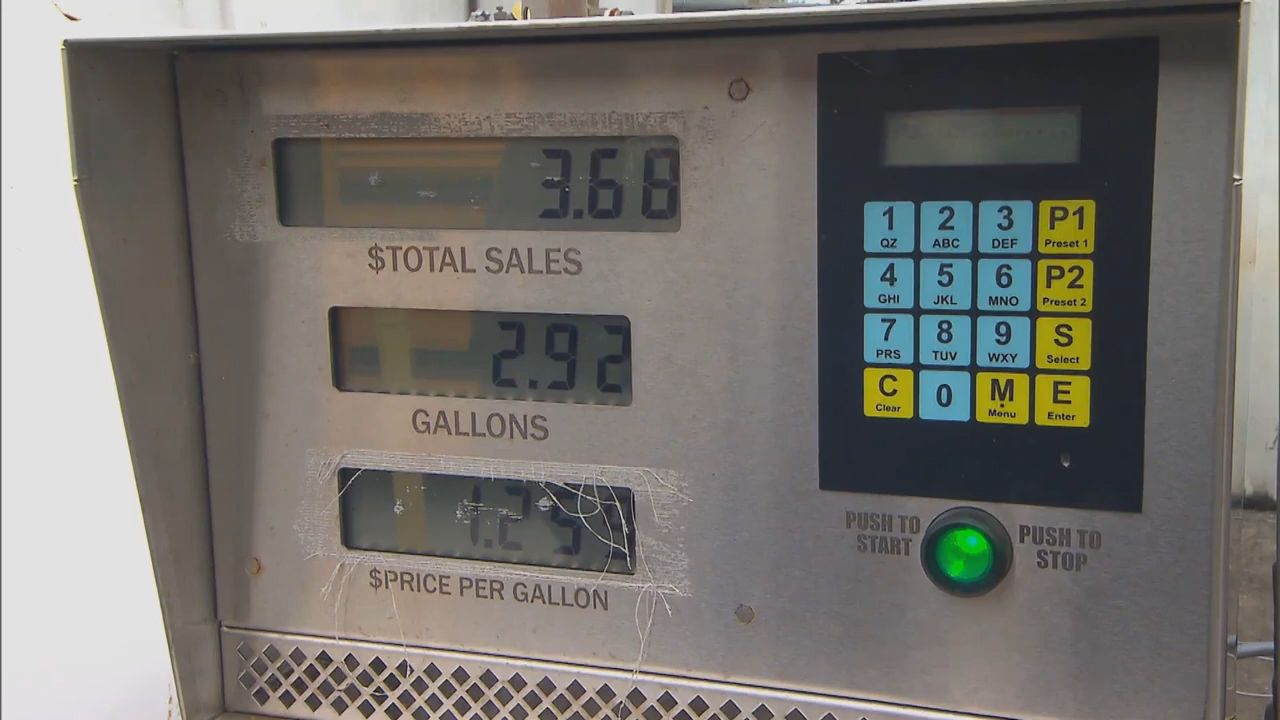 3.68
$TOTAL SALES
2.92
GALLONS
1.25
$PRICE PER GALLON
1 2 3 P1
QZ ABC DEF Preset 1
4 5 6 P2
GHI JKL MNO Preset 2
7 8 9 S
PRS TUV WXY Select
C 0 M E
Clear Menu Enter
PUSH TO
START
PUSH TO
STOP